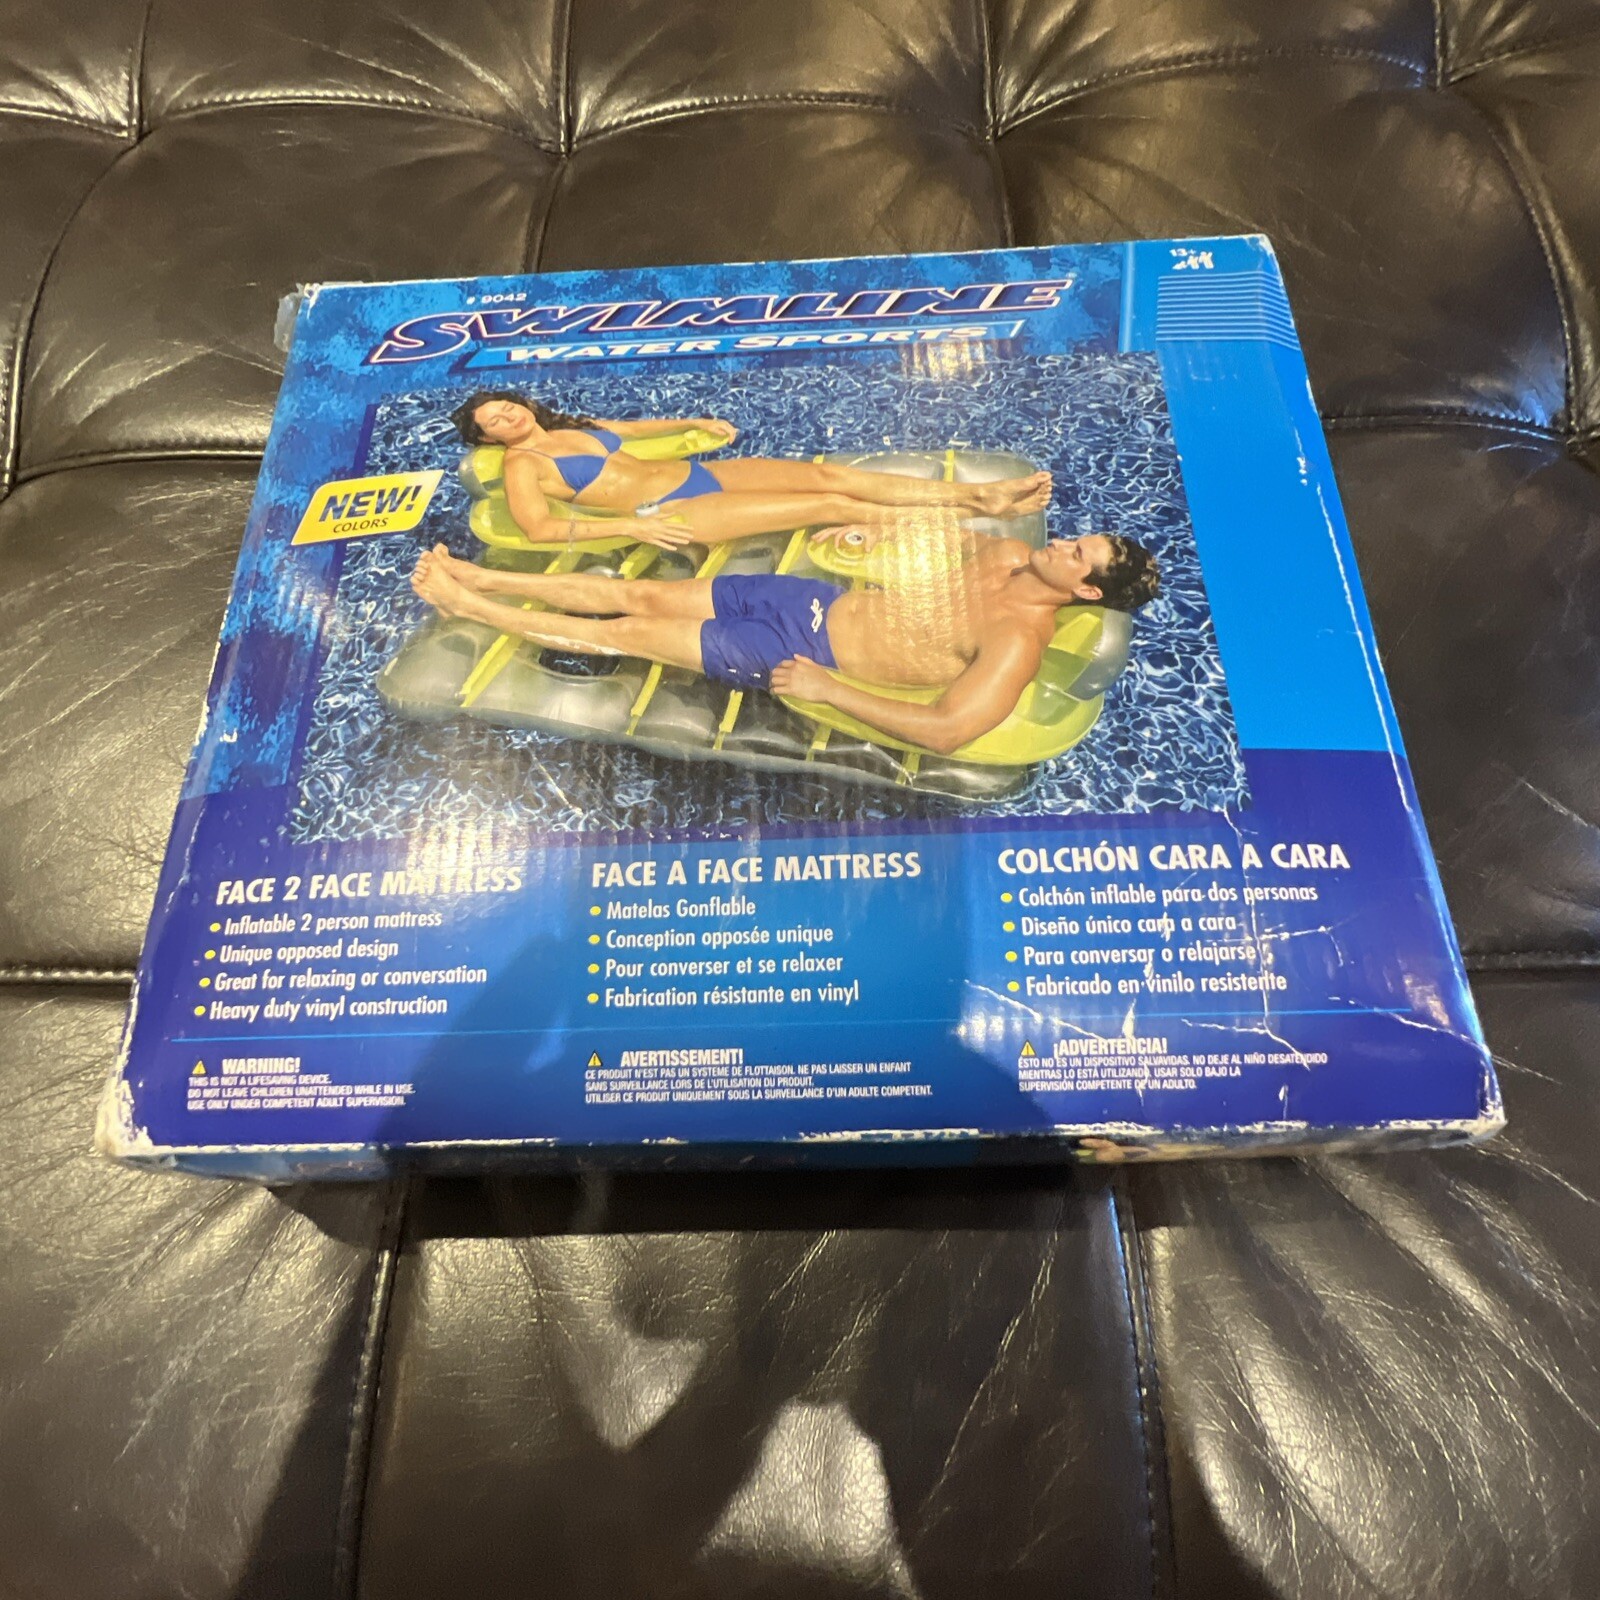 # 9042
13+
SWIMLINE
WATER SPORTS
NEW!
COLORS
FACE 2 FACE MATTRESS
• Inflatable 2 person mattress
• Unique opposed design
• Great for relaxing or conversation
• Heavy duty vinyl construction
WARNING!
THIS IS NOT A LIFESAVING DEVICE.
DO NOT LEAVE CHILDREN UNATTENDED WHILE IN USE.
USE ONLY UNDER COMPETENT ADULT SUPERVISION.
FACE A FACE MATTRESS
• Matelas Gonflable
• Conception opposée unique
• Pour converser et se relaxer
• Fabrication résistante en vinyl
AVERTISSEMENT!
CE PRODUIT N'EST PAS UN SYSTEME DE FLOTTAISON. NE PAS LAISSER UN ENFANT
SANS SURVEILLANCE LORS DE L'UTILISATION DU PRODUIT.
UTILISER CE PRODUIT UNIQUEMENT SOUS LA SURVEILLANCE D'UN ADULTE COMPETENT.
COLCHÓN CARA A CARA
• Colchón inflable para dos personas
• Diseño único cara a cara
• Para conversar o relajarse
• Fabricado en vinilo resistente
¡ADVERTENCIA!
ESTO NO ES UN DISPOSITIVO SALVAVIDAS. NO DEJE AL NIÑO DESATENDIDO
MIENTRAS LO ESTÁ UTILIZANDO. USAR SOLO BAJO LA
SUPERVISIÓN COMPETENTE DE UN ADULTO.